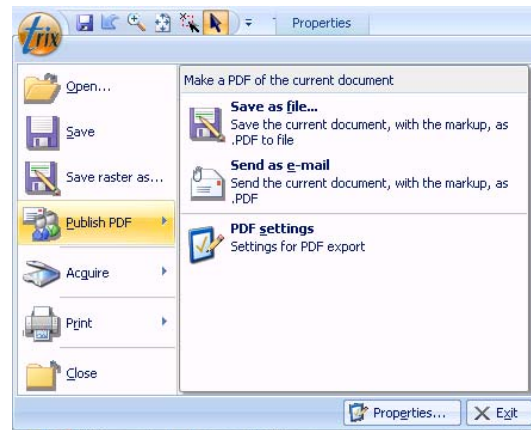 trix
Properties
Open...
Save
Save raster as...
Publish PDF
Acquire
Print
Close
Make a PDF of the current document
Save as file...
Save the current document, with the markup, as
.PDF to file
Send as e-mail
Send the current document, with the markup, as
.PDF
PDF settings
Settings for PDF export
Properties...
Exit